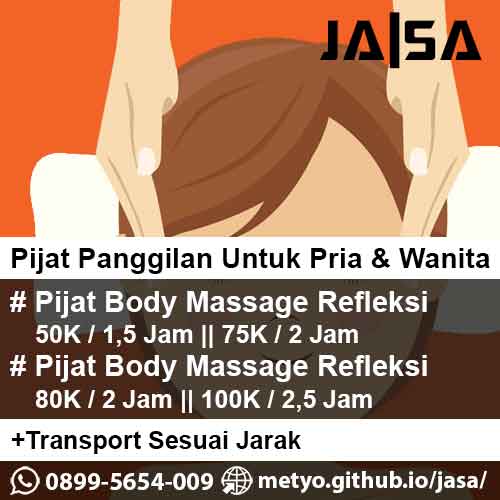 JA|SA
Pijat Panggilan Untuk Pria & Wanita
# Pijat Body Massage Refleksi
50K / 1,5 Jam || 75K / 2 Jam
# Pijat Body Massage Refleksi
80K / 2 Jam || 100K / 2,5 Jam
+Transport Sesuai Jarak
0899-5654-009 metyo.github.io/jasa/